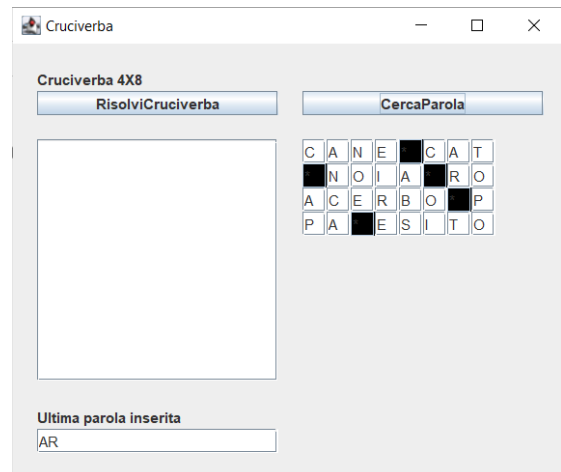 Cruciverba
Cruciverba 4X8
RisolviCruciverba CercaParola
C A N E * C A T
* N O I A * R O
A C E R B O * P
P A * E S I T O
Ultima parola inserita
AR